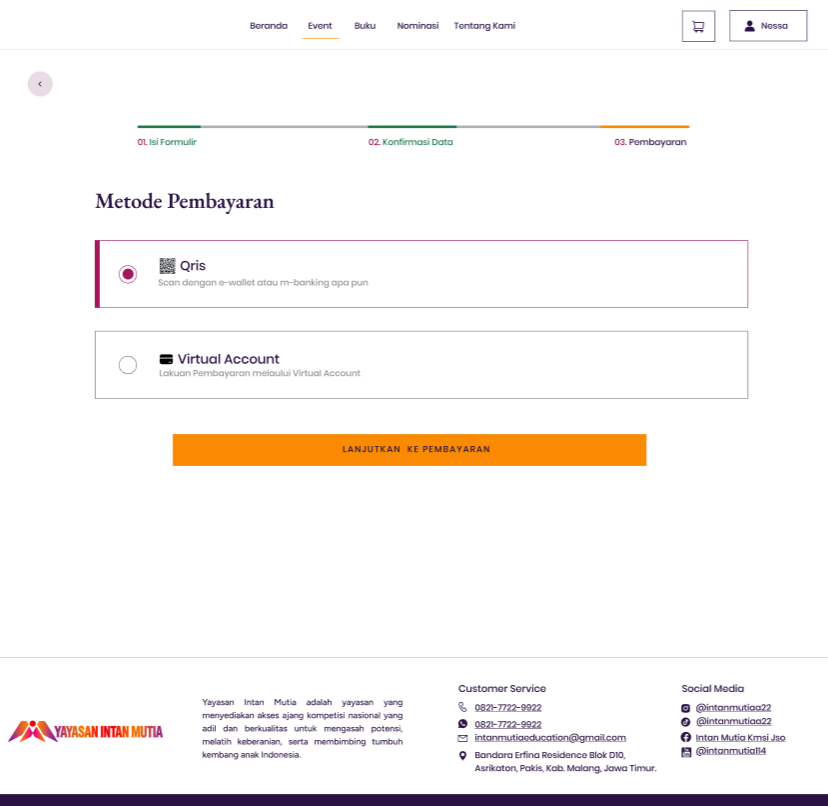 Beranda Event Buku Nominasi Tentang Kami Nessa
01. Isi Formulir 02. Konfirmasi Data 03. Pembayaran
Metode Pembayaran
Qris
Scan dengan e-wallet atau m-banking apa pun
Virtual Account
Lakuan Pembayaran melaului Virtual Account
LANJUTKAN KE PEMBAYARAN
YAYASAN INTAN MUTIA
Yayasan Intan Mutia adalah yayasan yang
menyediakan akses ajang kompetisi nasional yang
adil dan berkualitas untuk mengasah potensi,
melatih keberanian, serta membimbing tumbuh
kembang anak Indonesia.
Customer Service
0821-7722-9922
0821-7722-9922
intanmutiaeducation@gmail.com
Bandara Erfina Residence Blok D10,
Asrikaton, Pakis, Kab. Malang, Jawa Timur.
Social Media
@intanmutiaa22
@intanmutiaa22
Intan Mutia Kmsi Jso
@intanmutia114